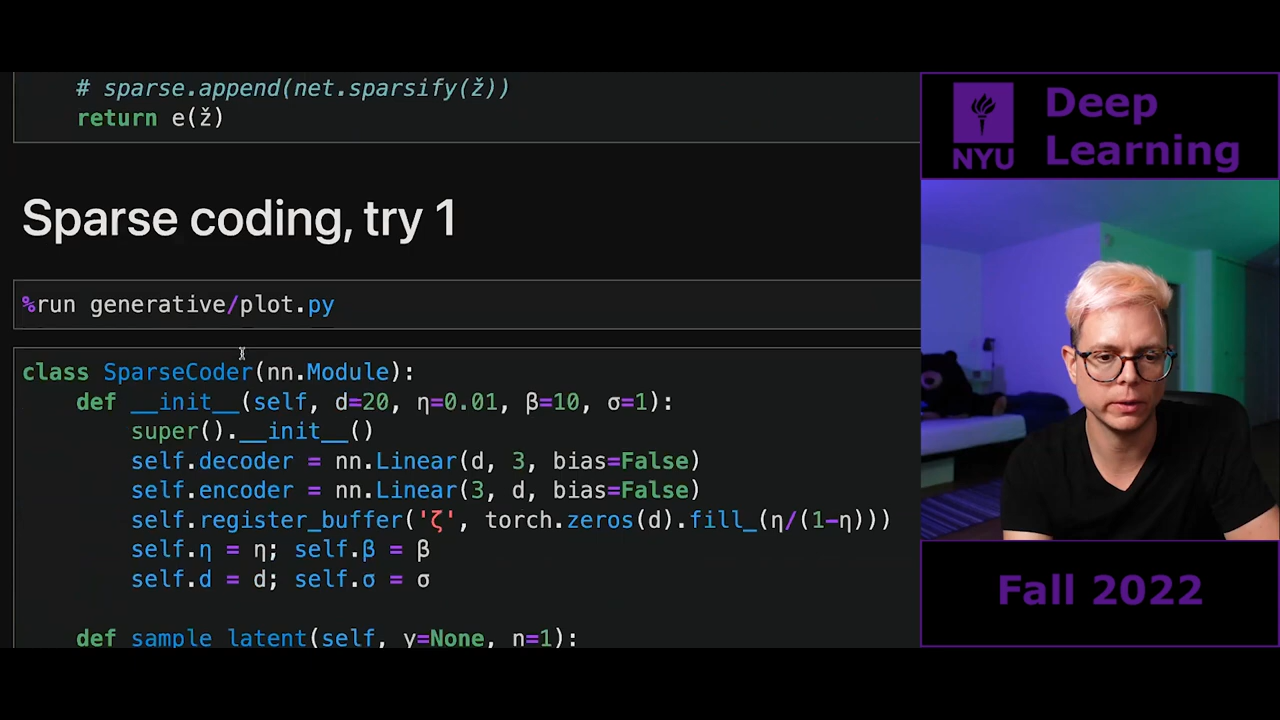 # sparse.append(net.sparsify(ž))
return e(ž)
Sparse coding, try 1
%run generative/plot.py
class SparseCoder(nn.Module):
def __init__(self, d=20, η=0.01, β=10, σ=1):
super().__init__()
self.decoder = nn.Linear(d, 3, bias=False)
self.encoder = nn.Linear(3, d, bias=False)
self.register_buffer('ζ', torch.zeros(d).fill_(η/(1-η)))
self.η = η; self.β = β
self.d = d; self.σ = σ
def sample_latent(self, y=None, n=1):
NYU
Deep
Learning
Fall 2022